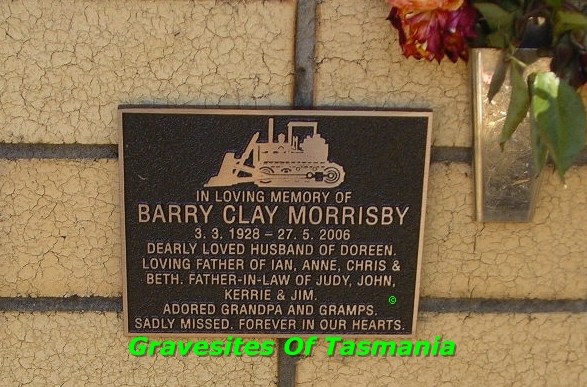 IN LOVING MEMORY OF
BARRY CLAY MORRISBY
3. 3. 1928 – 27. 5. 2006
DEARLY LOVED HUSBAND OF DOREEN.
LOVING FATHER OF IAN, ANNE, CHRIS &
BETH. FATHER-IN-LAW OF JUDY, JOHN,
KERRIE & JIM.
©
ADORED GRANDPA AND GRAMPS.
SADLY MISSED. FOREVER IN OUR HEARTS.
Gravesites Of Tasmania